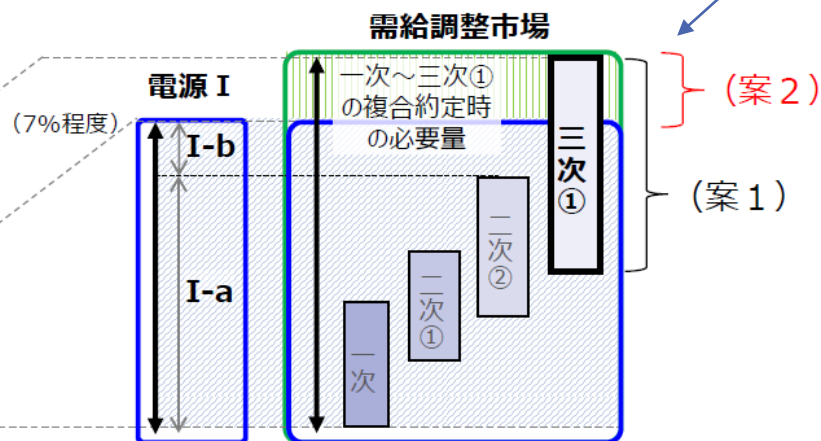 需給調整市場
電源Ⅰ
（7%程度）
Ⅰ-b
Ⅰ-a
一次～三次①
の複合約定時
の必要量
一次
二次①
二次②
三次①
（案２）
（案１）